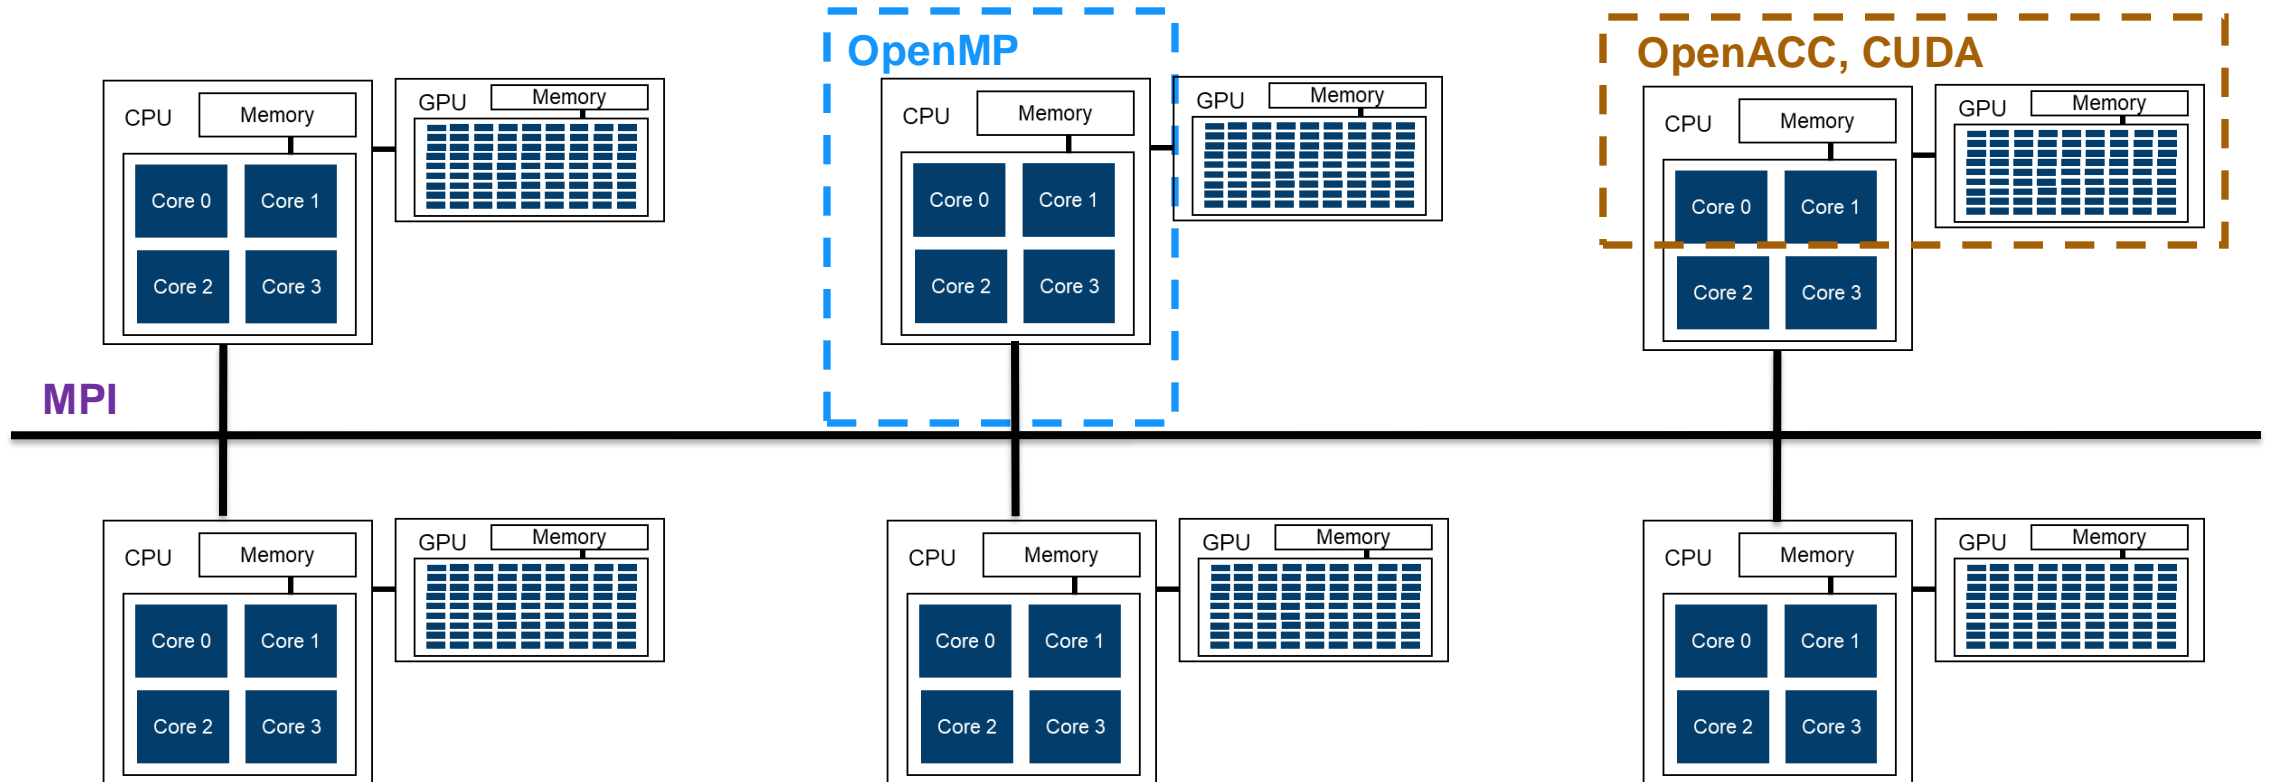 OpenMP
OpenACC, CUDA
CPU
Memory
GPU
Memory
Core 0
Core 1
Core 2
Core 3
CPU
Memory
GPU
Memory
Core 0
Core 1
Core 2
Core 3
CPU
Memory
GPU
Memory
Core 0
Core 1
Core 2
Core 3
MPI
CPU
Memory
GPU
Memory
Core 0
Core 1
Core 2
Core 3
CPU
Memory
GPU
Memory
Core 0
Core 1
Core 2
Core 3
CPU
Memory
GPU
Memory
Core 0
Core 1
Core 2
Core 3